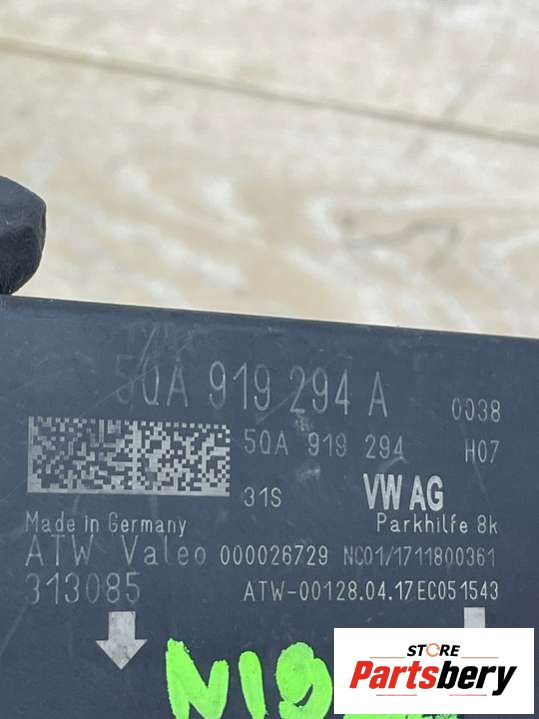 5QA 919 294 A 0038
5QA 919 294 H07
31S VW AG
Made in Germany Parkhilfe 8k
ATW Valeo 000026729 NC01/1711800361
313085 ATW-00128.04.17EC051543
N19
STORE
Partsbery